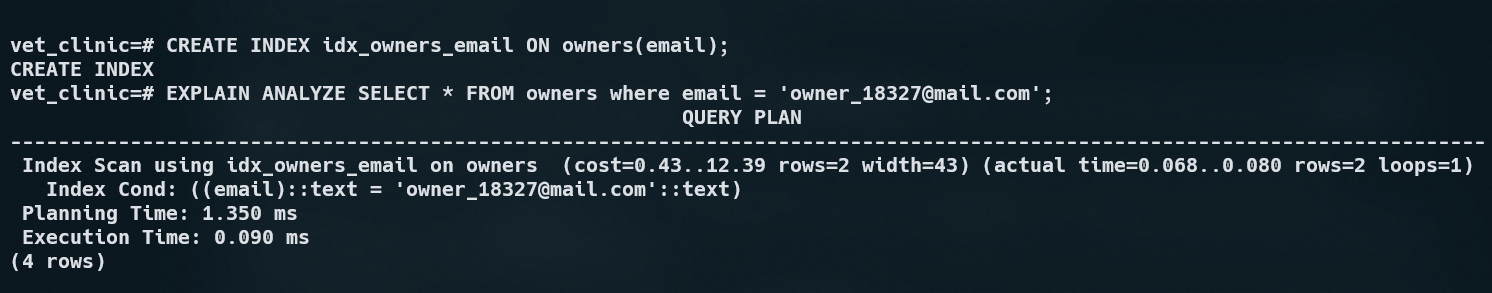 vet_clinic=# CREATE INDEX idx_owners_email ON owners(email);
CREATE INDEX
vet_clinic=# EXPLAIN ANALYZE SELECT * FROM owners where email = 'owner_18327@mail.com';
QUERY PLAN
---------------------------------------------------------------------------------------------------------------------------
Index Scan using idx_owners_email on owners  (cost=0.43..12.39 rows=2 width=43) (actual time=0.068..0.080 rows=2 loops=1)
Index Cond: ((email)::text = 'owner_18327@mail.com'::text)
Planning Time: 1.350 ms
Execution Time: 0.090 ms
(4 rows)